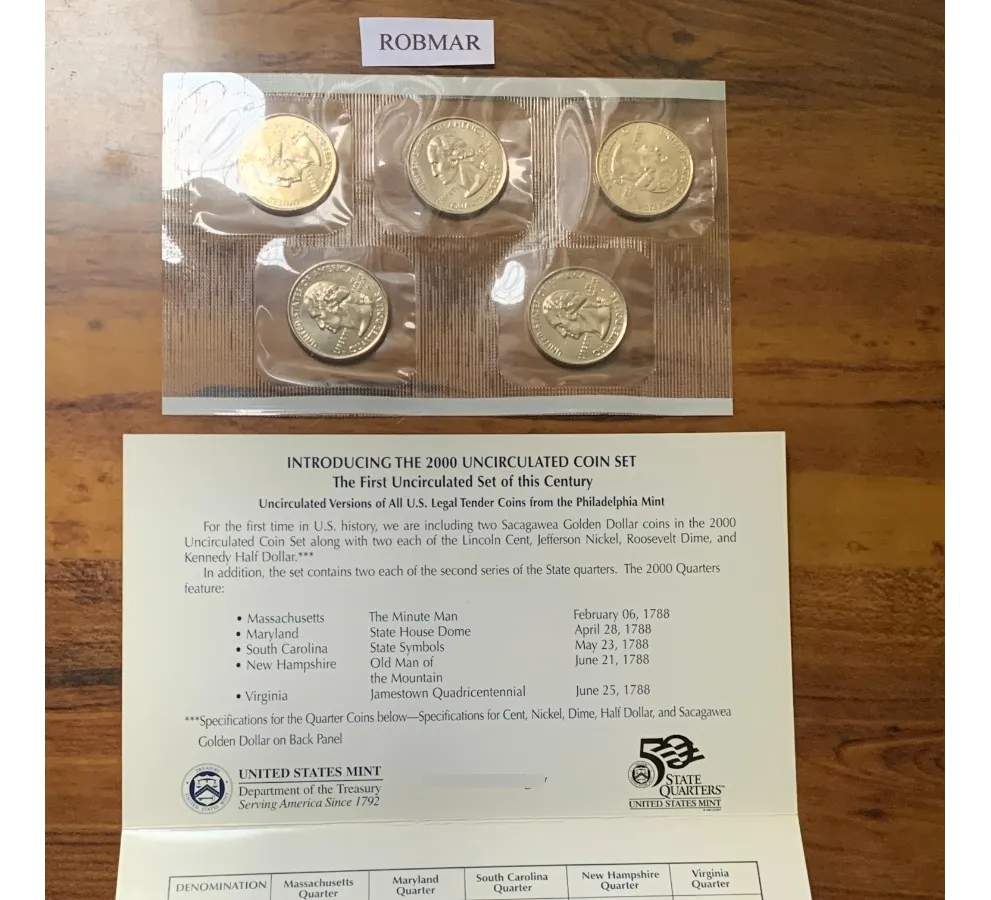 ROBMAR
INTRODUCING THE 2000 UNCIRCULATED COIN SET
The First Uncirculated Set of this Century
Uncirculated Versions of All U.S. Legal Tender Coins from the Philadelphia Mint
For the first time in U.S. history, we are including two Sacagawea Golden Dollar coins in the 2000
Uncirculated Coin Set along with two each of the Lincoln Cent, Jefferson Nickel, Roosevelt Dime, and
Kennedy Half Dollar.***
In addition, the set contains two each of the second series of the State quarters. The 2000 Quarters
feature:
• Massachusetts The Minute Man February 06, 1788
• Maryland State House Dome April 28, 1788
• South Carolina State Symbols May 23, 1788
• New Hampshire Old Man of June 21, 1788
the Mountain
• Virginia Jamestown Quadricentennial June 25, 1788
***Specifications for the Quarter Coins below—Specifications for Cent, Nickel, Dime, Half Dollar, and Sacagawea
Golden Dollar on Back Panel
UNITED STATES MINT
Department of the Treasury
Serving America Since 1792
50
STATE
QUARTERS™
UNITED STATES MINT
DENOMINATION Massachusetts Quarter Maryland Quarter South Carolina Quarter New Hampshire Quarter Virginia Quarter